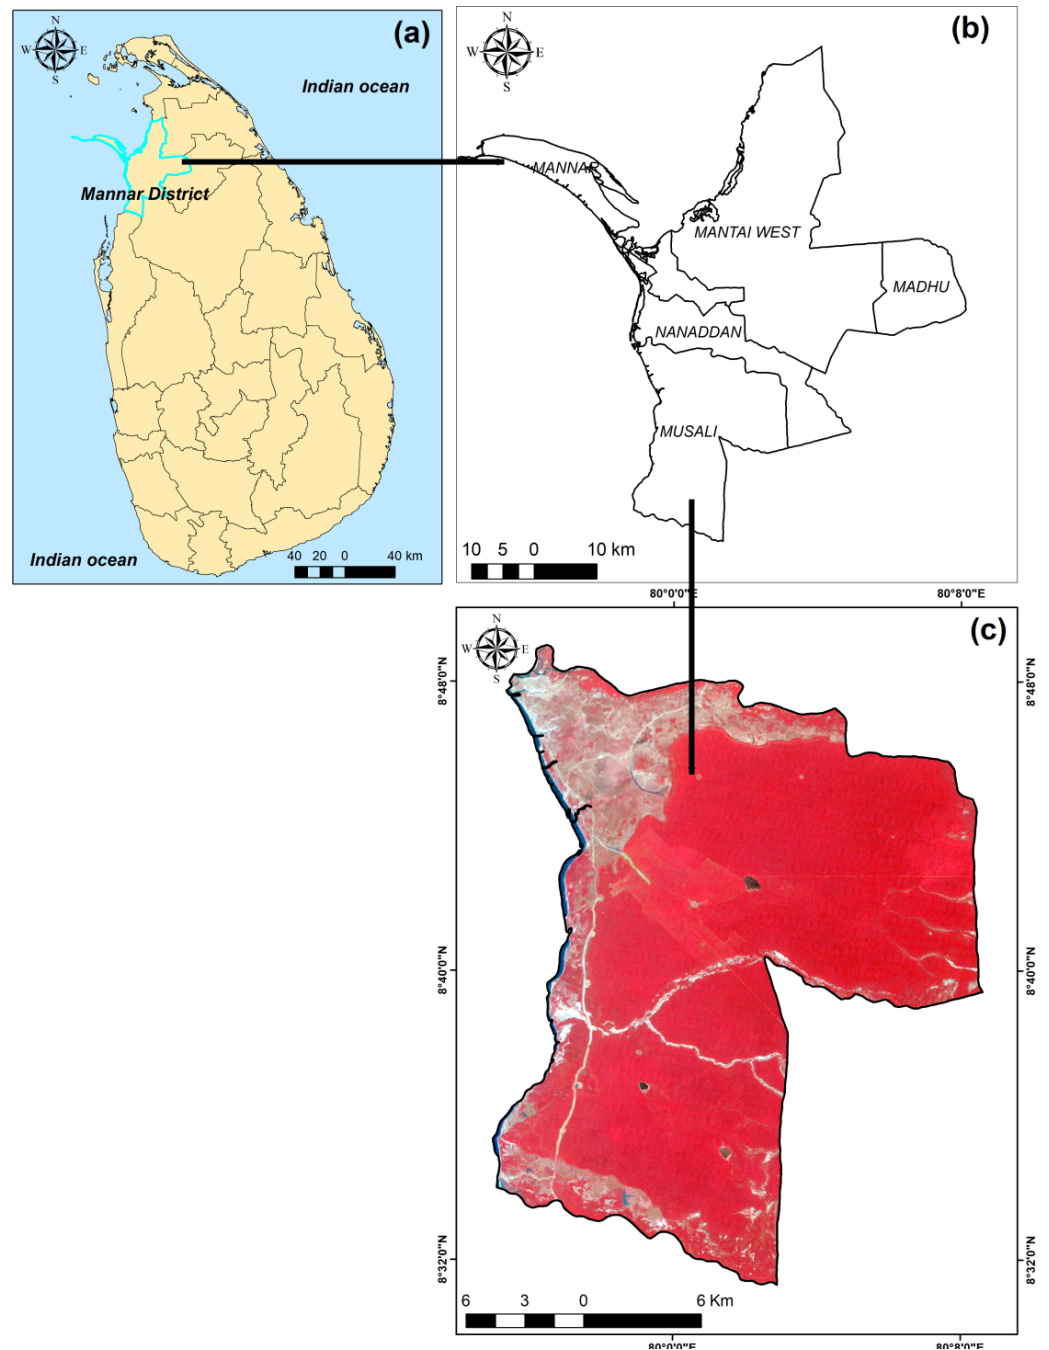 (a)
N
W E
S
Indian ocean
Mannar District
Indian ocean
40 20 0 40 km
(b)
N
W E
S
MANNAR
MANTAI WEST
MADHU
NANADDAN
MUSALI
10 5 0 10 km
80°0'0"E 80°8'0"E
(c)
N
W E
S
8°48'0"N 8°48'0"N
8°40'0"N 8°40'0"N
8°32'0"N 8°32'0"N
6 3 0 6 Km
80°0'0"E 80°8'0"E